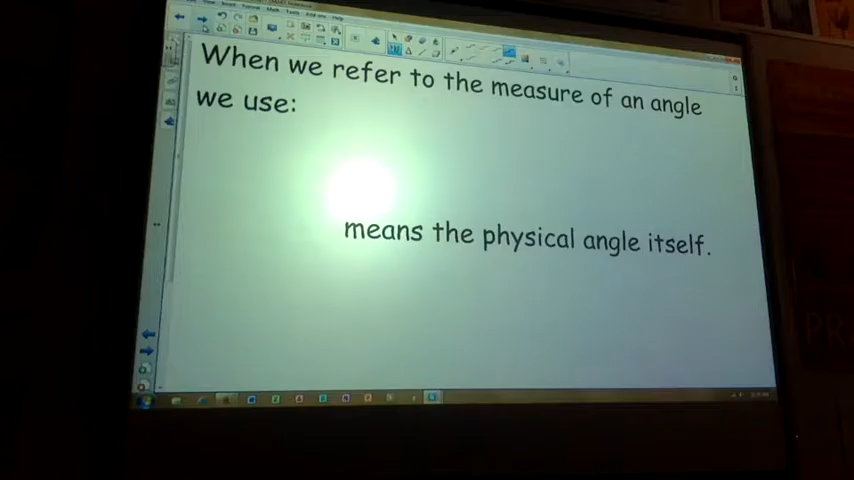 When we refer to the measure of an angle
we use:
means the physical angle itself.